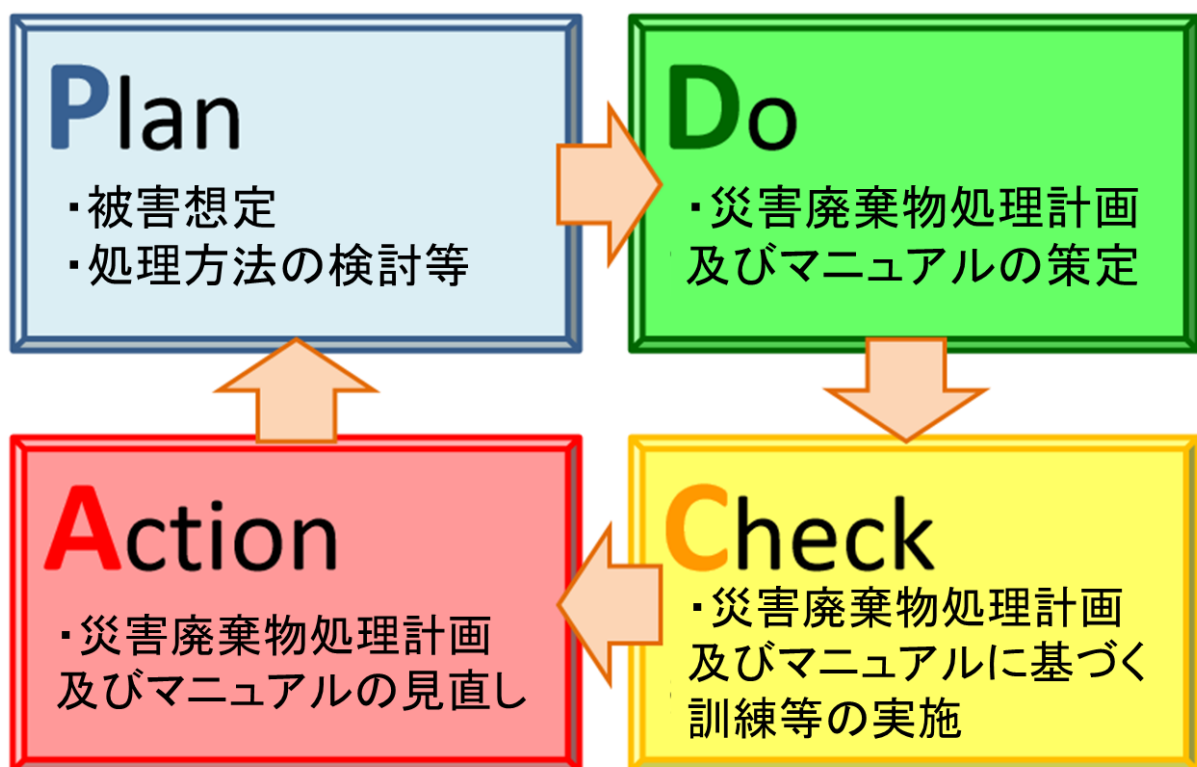 Plan
・被害想定
・処理方法の検討等
Do
・災害廃棄物処理計画
及びマニュアルの策定
Action
・災害廃棄物処理計画
及びマニュアルの見直し
Check
・災害廃棄物処理計画
及びマニュアルに基づく
訓練等の実施